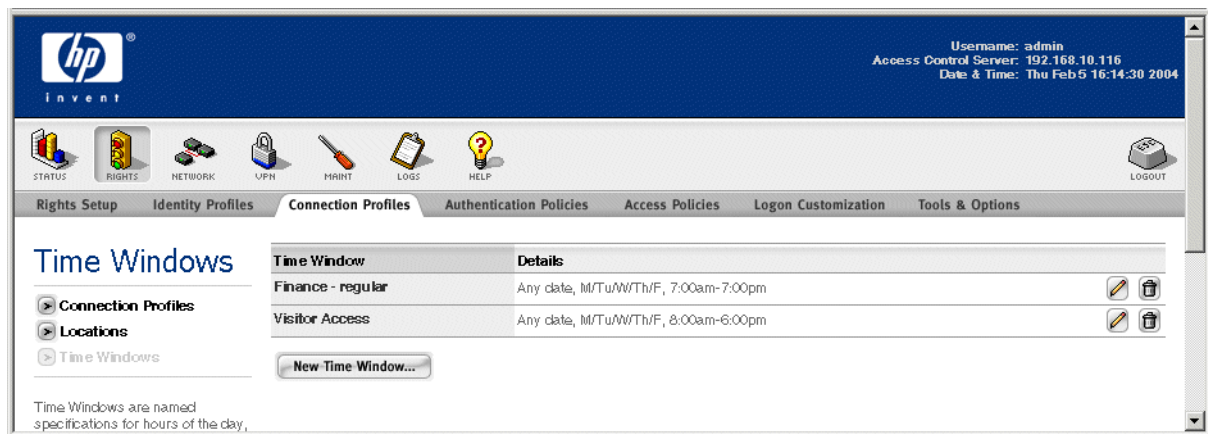 hp ®
invent
Username: admin
Access Control Server: 192.168.10.116
Date & Time: Thu Feb 5 16:14:30 2004
STATUS RIGHTS NETWORK VPN MAINT LOGS HELP LOGOUT
Rights Setup Identity Profiles Connection Profiles Authentication Policies Access Policies Logon Customization Tools & Options
Time Windows
Connection Profiles
Locations
Time Windows
Time Windows are named
specifications for hours of the day,
Time Window Details
Finance - regular Any date, M/Tu/W/Th/F, 7:00am-7:00pm
Visitor Access Any date, M/Tu/W/Th/F, 8:00am-6:00pm
New Time Window...